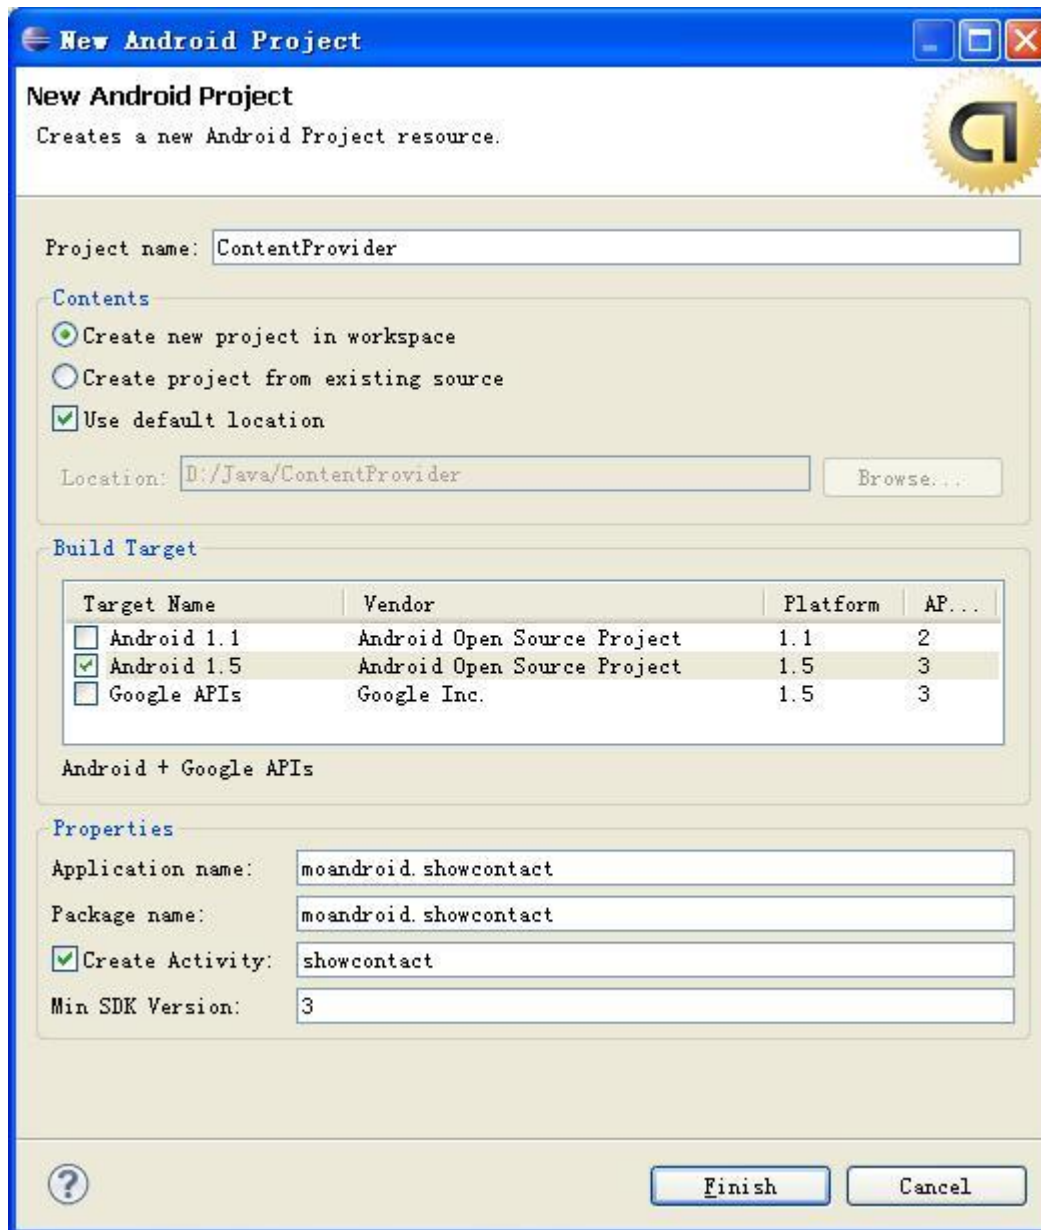 New Android Project
New Android Project
Creates a new Android Project resource.
Project name: ContentProvider
Contents
Create new project in workspace
Create project from existing source
Use default location
Location: D:/Java/ContentProvider Browse...
Build Target
Target Name Vendor Platform AP...
Android 1.1 Android Open Source Project 1.1 2
Android 1.5 Android Open Source Project 1.5 3
Google APIs Google Inc. 1.5 3
Android + Google APIs
Properties
Application name: moandroid.showcontact
Package name: moandroid.showcontact
Create Activity: showcontact
Min SDK Version: 3
? Finish Cancel